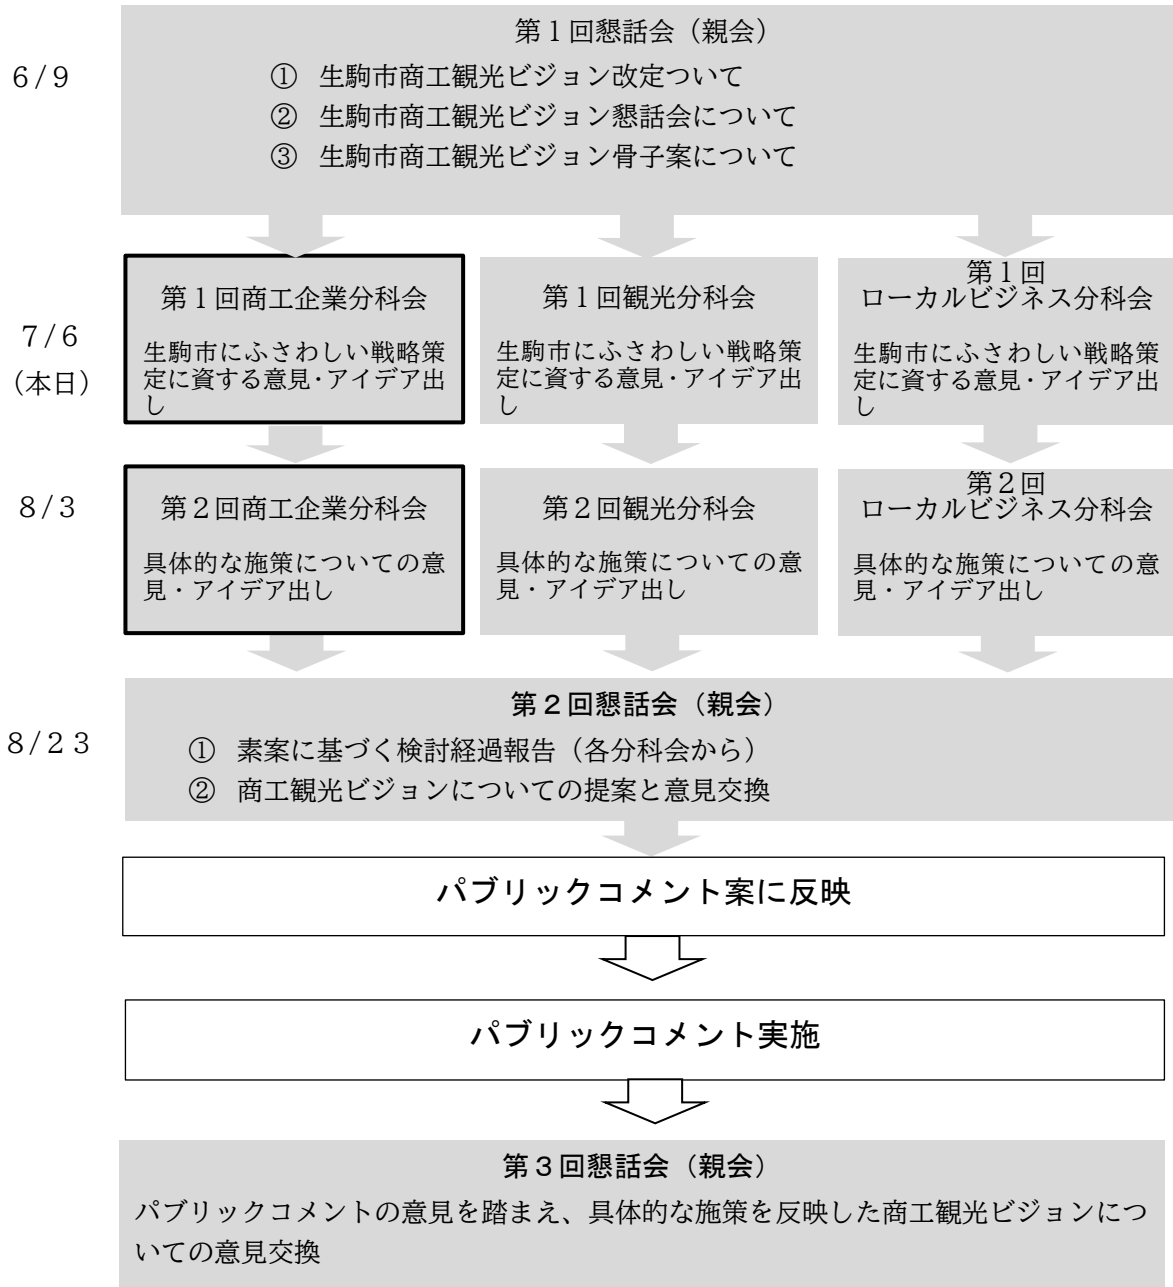 第１回懇話会（親会）
6/9
① 生駒市商工観光ビジョン改定ついて
② 生駒市商工観光ビジョン懇話会について
③ 生駒市商工観光ビジョン骨子案について
7/6
（本日）
第１回商工企業分科会
生駒市にふさわしい戦略策
定に資する意見・アイデア出
し
第１回観光分科会
生駒市にふさわしい戦略策
定に資する意見・アイデア出
し
第１回
ローカルビジネス分科会
生駒市にふさわしい戦略策
定に資する意見・アイデア出
し
8/3
第２回商工企業分科会
具体的な施策についての意
見・アイデア出し
第２回観光分科会
具体的な施策についての意
見・アイデア出し
第２回
ローカルビジネス分科会
具体的な施策についての意
見・アイデア出し
第２回懇話会（親会）
8/23
① 素案に基づく検討経過報告（各分科会から）
② 商工観光ビジョンについての提案と意見交換
パブリックコメント案に反映
パブリックコメント実施
第３回懇話会（親会）
パブリックコメントの意見を踏まえ、具体的な施策を反映した商工観光ビジョンにつ
いての意見交換